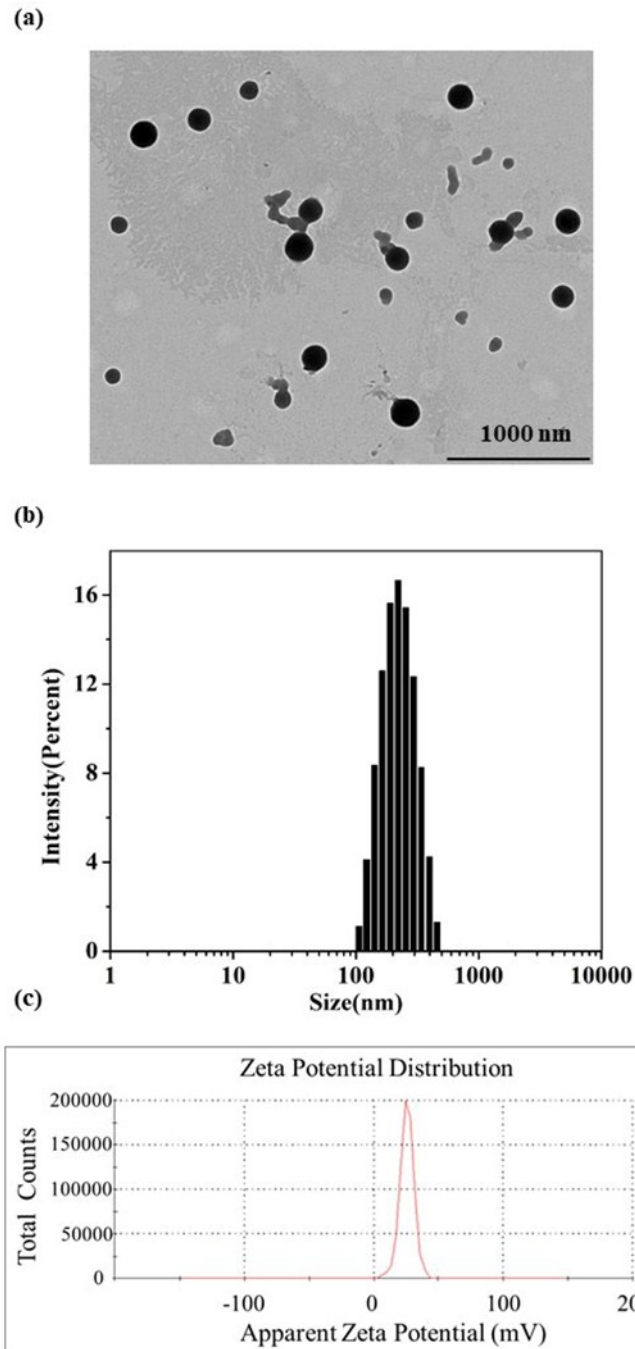 (a)
1000 nm
(b)
Intensity(Percent)
16
12
8
4
0
1 10 100 1000 10000
Size(nm)
(c)
Zeta Potential Distribution
Total Counts
200000
150000
100000
50000
0
-100 0 100 20
Apparent Zeta Potential (mV)